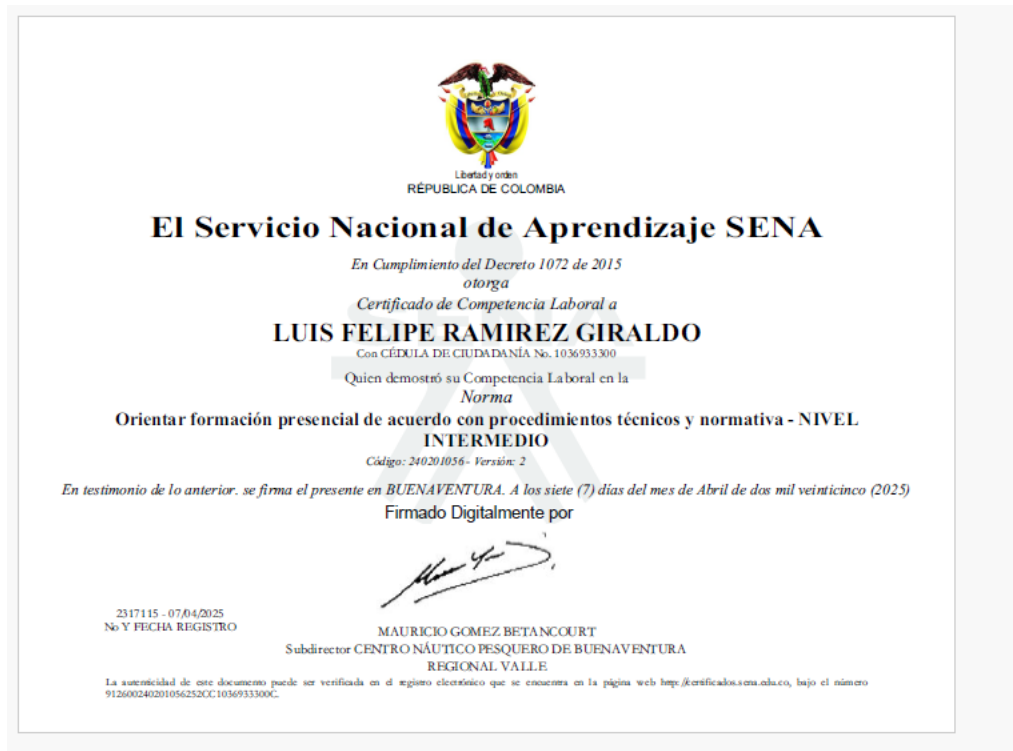 Libertad y orden
RÉPUBLICA DE COLOMBIA
El Servicio Nacional de Aprendizaje SENA
En Cumplimiento del Decreto 1072 de 2015
otorga
Certificado de Competencia Laboral a
LUIS FELIPE RAMIREZ GIRALDO
Con CÉDULA DE CIUDADANÍA No. 1036933300
Quien demostró su Competencia Laboral en la
Norma
Orientar formación presencial de acuerdo con procedimientos técnicos y normativa - NIVEL
INTERMEDIO
Código: 240201056 - Versión: 2
En testimonio de lo anterior. se firma el presente en BUENAVENTURA. A los siete (7) días del mes de Abril de dos mil veinticinco (2025)
Firmado Digitalmente por
2317115 - 07/04/2025
No Y FECHA REGISTRO
MAURICIO GOMEZ BETANCOURT
Subdirector CENTRO NÁUTICO PESQUERO DE BUENAVENTURA
REGIONAL VALLE
La autenticidad de este documento puede ser verificada en el registro electrónico que se encuentra en la página web http://certificados.sena.edu.co, bajo el número
912600240201056252CC1036933300C.
SENA